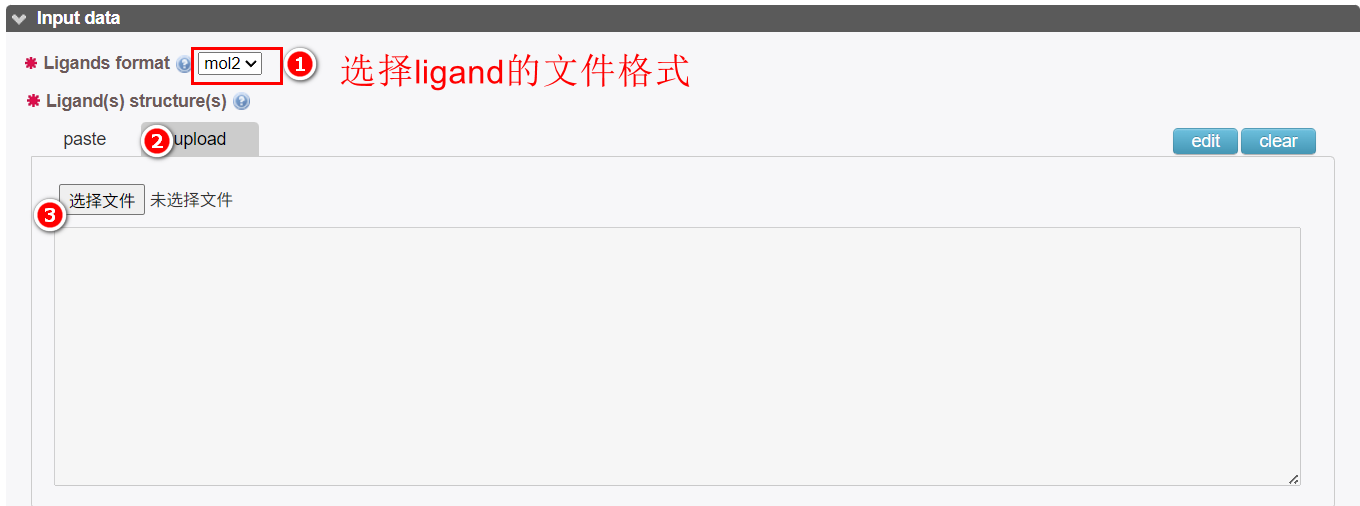 Input data
Ligands format ? mol2 1 选择ligand的文件格式
Ligand(s) structure(s) ?
paste 2 upload edit clear
3 选择文件 未选择文件